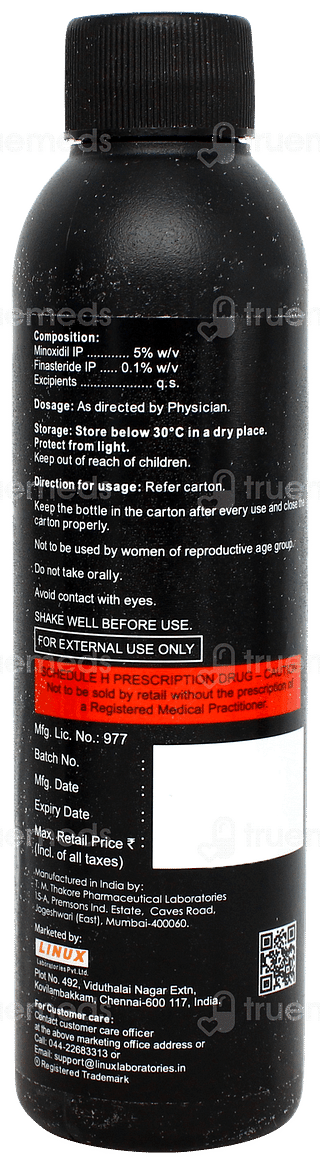 truemeds
Composition:
Minoxidil IP ............ 5% w/v
Finasteride IP ..... 0.1% w/v
Excipients ..................... q.s.
Dosage: As directed by Physician.
Storage: Store below 30°C in a dry place.
Protect from light.
Keep out of reach of children.
Direction for usage: Refer carton.
Keep the bottle in the carton after every use and close the
carton properly.
Not to be used by women of reproductive age group.
Do not take orally.
Avoid contact with eyes.
SHAKE WELL BEFORE USE.
FOR EXTERNAL USE ONLY
SCHEDULE H PRESCRIPTION DRUG – CAUTION
Not to be sold by retail without the prescription of
a Registered Medical Practitioner.
Mfg. Lic. No.: 977
Batch No. :
Mfg. Date :
Expiry Date :
Max. Retail Price ₹ :
(Incl. of all taxes)
Manufactured in India by:
T. M. Thakore Pharmaceutical Laboratories
15-A, Premsons Ind. Estate, Caves Road,
Jogeshwari (East), Mumbai-400060.
Marketed by:
LINUX
Laboratories Pvt. Ltd.
Plot No. 492, Viduthalai Nagar Extn,
Kovilambakkam, Chennai-600 117, India.
For Customer care:
Contact customer care officer
at the above marketing office address or
Call: 044-22683313 or
Email: support@linuxlaboratories.in
® Registered Trademark